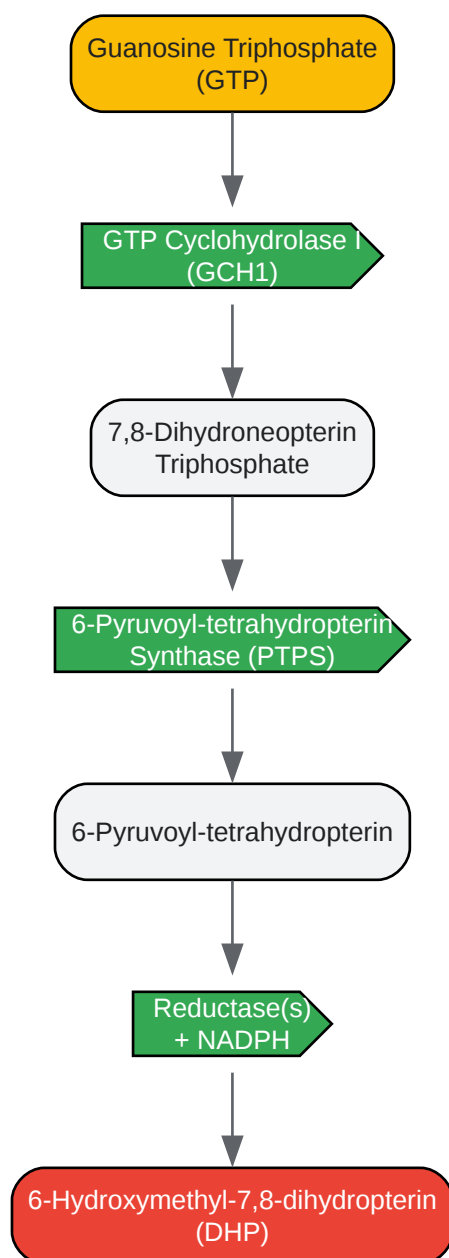 Guanosine Triphosphate
(GTP)
GTP Cyclohydrolase I
(GCH1)
7,8-Dihydroneopterin
Triphosphate
6-Pyruvoyl-tetrahydropterin
Synthase (PTPS)
6-Pyruvoyl-tetrahydropterin
Reductase(s)
+ NADPH
6-Hydroxymethyl-7,8-dihydropterin
(DHP)